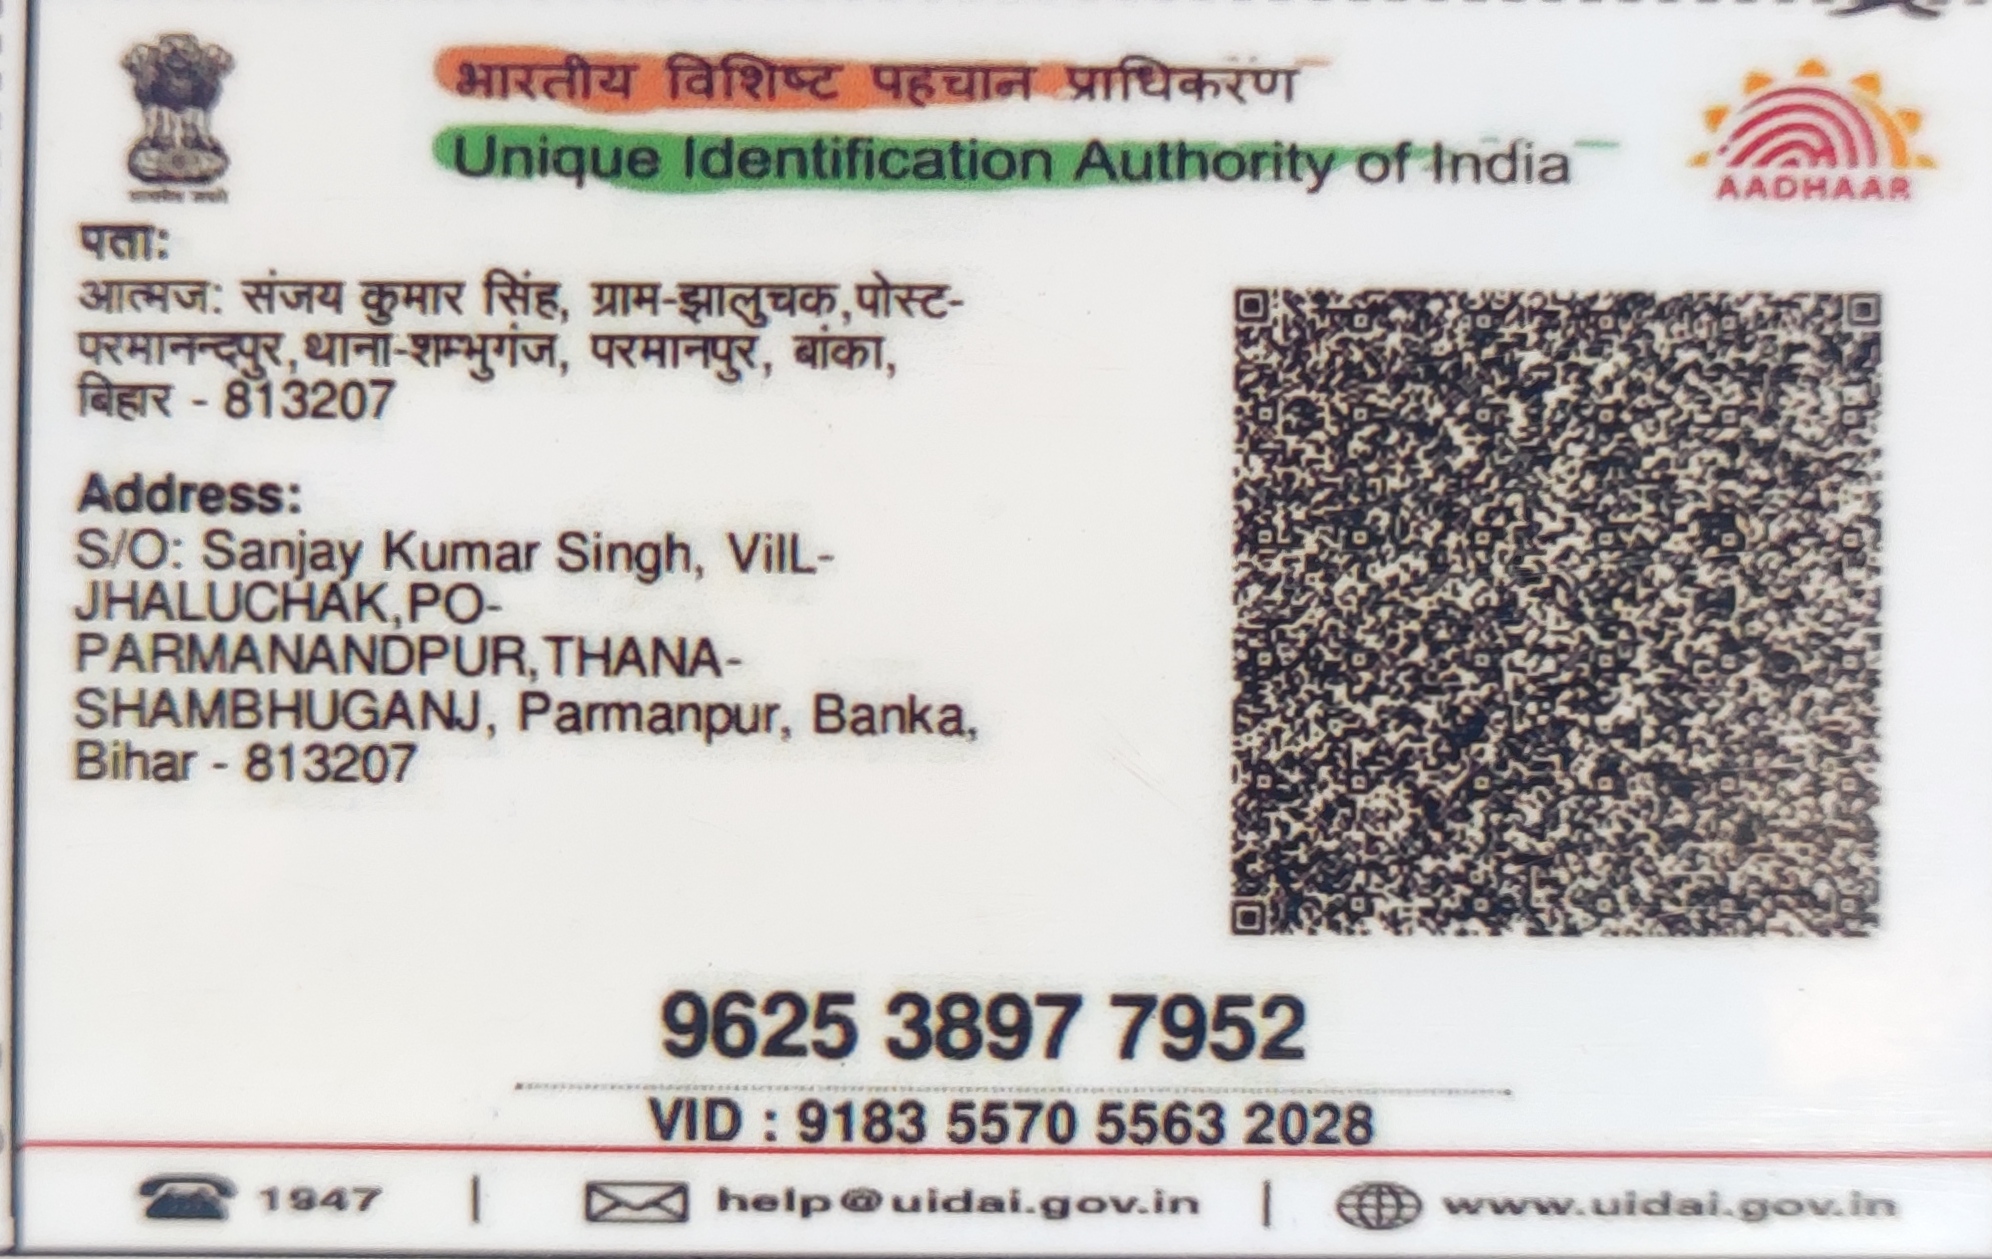 भारतीय विशिष्ट पहचान प्राधिकरण
Unique Identification Authority of India
AADHAAR
पता:
आत्मज: संजय कुमार सिंह, ग्राम-झालुचक,पोस्ट-
परमानन्दपुर,थाना-शम्भुगंज, परमानपुर, बांका,
बिहार - 813207
Address:
S/O: Sanjay Kumar Singh, VilL-
JHALUCHAK,PO-
PARMANANDPUR,THANA-
SHAMBHUGANJ, Parmanpur, Banka,
Bihar - 813207
9625 3897 7952
VID : 9183 5570 5563 2028
1947 | help@uidai.gov.in | www.uidai.gov.in